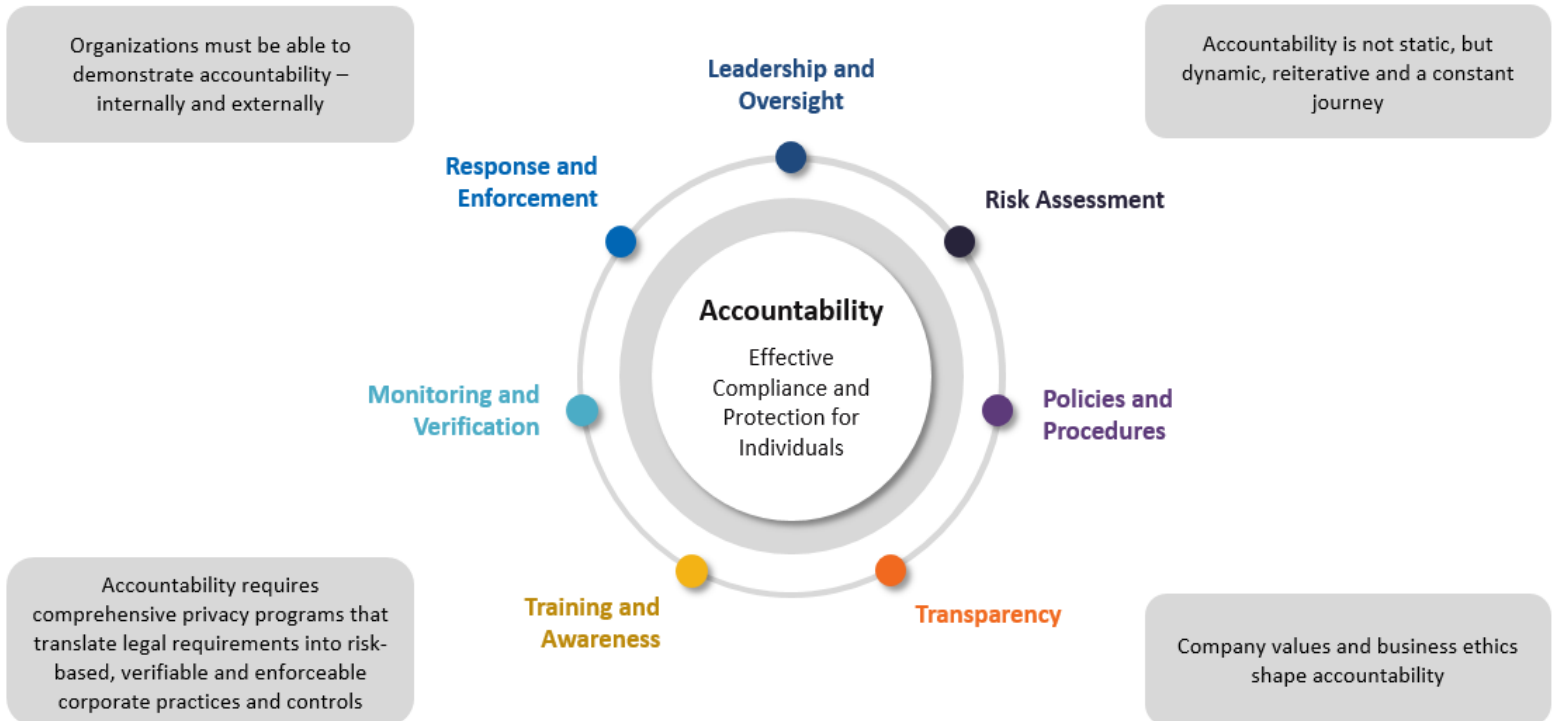 Organizations must be able to
demonstrate accountability –
internally and externally
Accountability is not static, but
dynamic, reiterative and a constant
journey
Leadership and
Oversight
Response and
Enforcement
Risk Assessment
Accountability
Effective
Compliance and
Protection for
Individuals
Monitoring and
Verification
Policies and
Procedures
Training and
Awareness
Transparency
Accountability requires
comprehensive privacy programs that
translate legal requirements into risk-
based, verifiable and enforceable
corporate practices and controls
Company values and business ethics
shape accountability